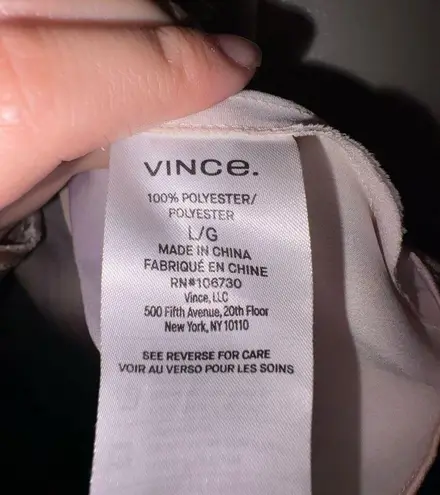 VINCE.
100% POLYESTER/
POLYESTER
L/G
MADE IN CHINA
FABRIQUÉ EN CHINE
RN#106730
Vince, LLC
500 Fifth Avenue, 20th Floor
New York, NY 10110
SEE REVERSE FOR CARE
VOIR AU VERSO POUR LES SOINS